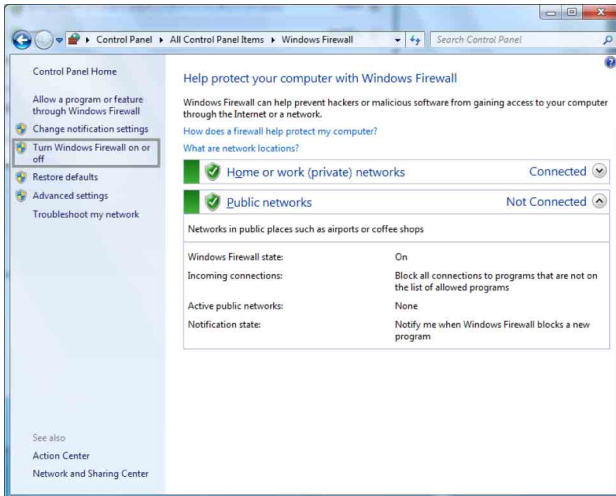 Control Panel ▸ All Control Panel Items ▸ Windows Firewall
Search Control Panel
Control Panel Home
Allow a program or feature
through Windows Firewall
Change notification settings
Turn Windows Firewall on or
off
Restore defaults
Advanced settings
Troubleshoot my network
See also
Action Center
Network and Sharing Center
Help protect your computer with Windows Firewall
Windows Firewall can help prevent hackers or malicious software from gaining access to your computer
through the Internet or a network.
How does a firewall help protect my computer?
What are network locations?
Home or work (private) networks Connected
Public networks Not Connected
Networks in public places such as airports or coffee shops
Windows Firewall state: On
Incoming connections: Block all connections to programs that are not on
the list of allowed programs
Active public networks: None
Notification state: Notify me when Windows Firewall blocks a new
program